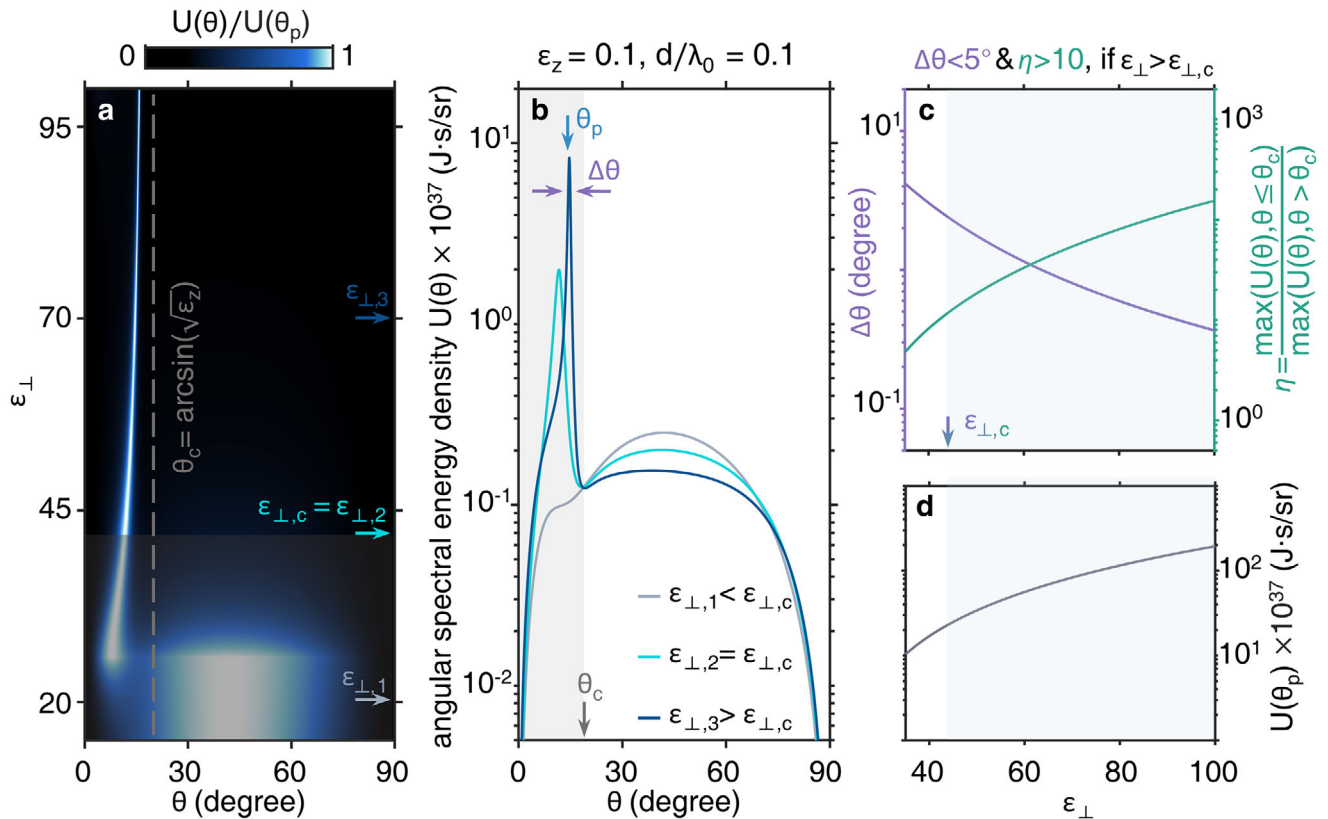 U(θ)/U(θₚ)
0 1
εz = 0.1, d/λ₀ = 0.1
Δθ<5° & η>10, if ε⊥>ε⊥,c
a
95
70
45
20
ε⊥
0 30 60 90
θ (degree)
θc= arcsin(√εz)
ε⊥,3
ε⊥,c = ε⊥,2
ε⊥,1
b
angular spectral energy density U(θ) × 10³⁷ (J·s/sr)
10¹
10⁰
10⁻¹
10⁻²
θₚ
Δθ
ε⊥,1< ε⊥,c
ε⊥,2= ε⊥,c
ε⊥,3> ε⊥,c
θc
0 30 60 90
θ (degree)
c
Δθ (degree)
10¹
10⁻¹
ε⊥,c
10³
10⁰
η = max(U(θ),θ ≤ θc)
max(U(θ),θ > θc)
d
10²
10¹
U(θₚ) ×10³⁷ (J·s/sr)
40 60 80 100
ε⊥